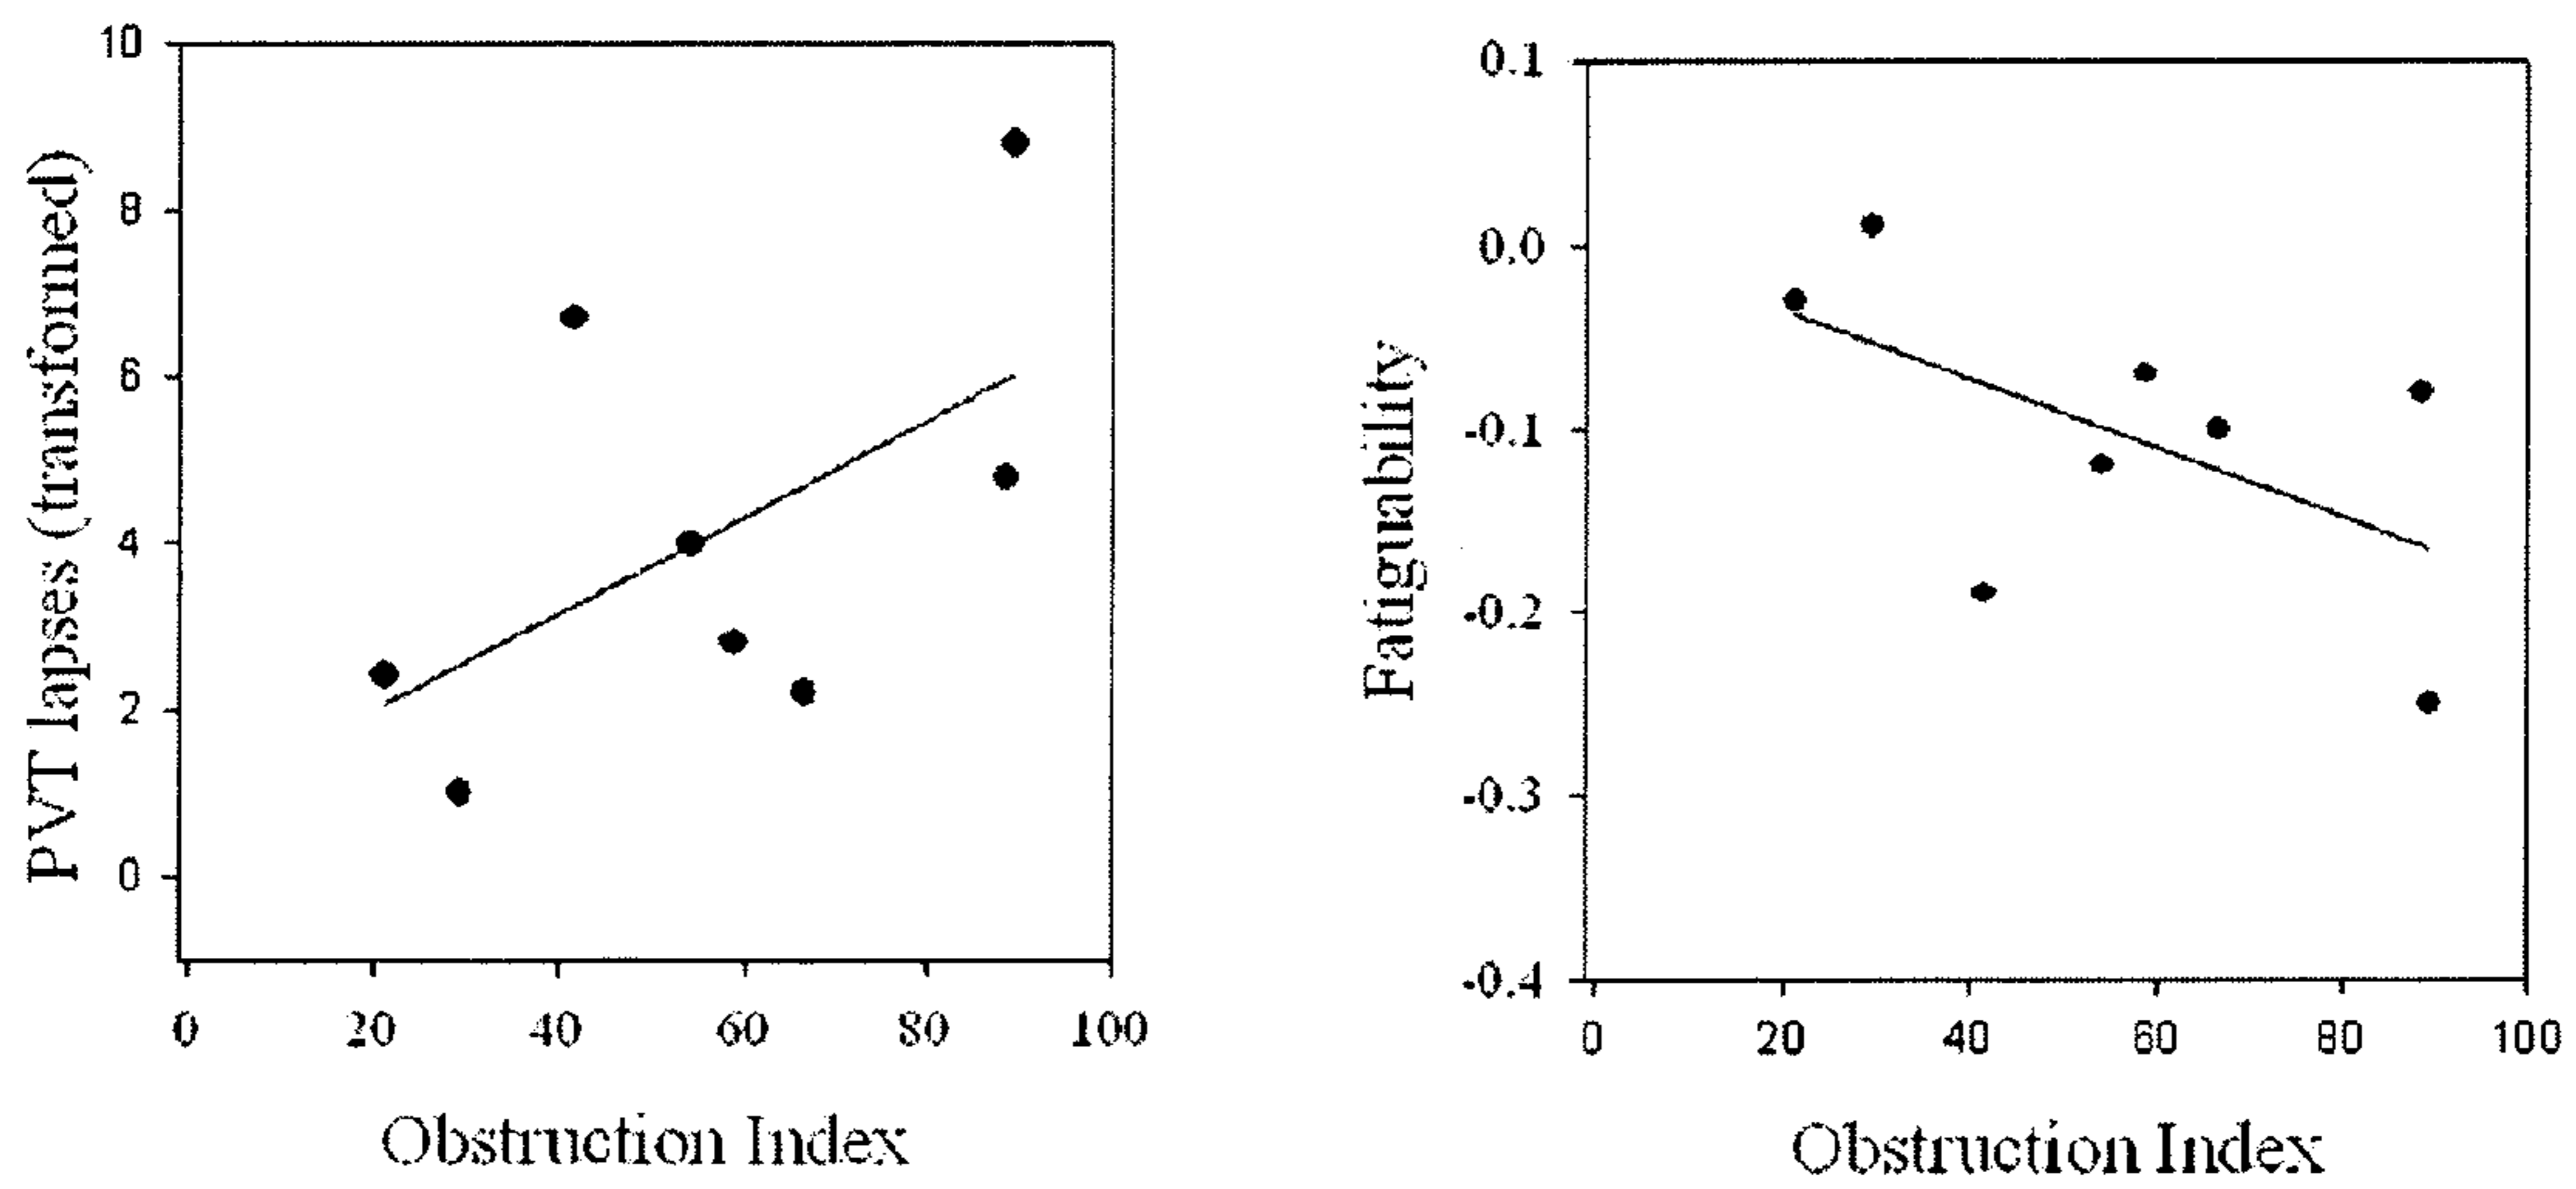 10
8
6
4
2
0
PVT lapses (transformed)
0 20 40 60 80 100
Obstruction Index
0.1
0.0
-0.1
-0.2
-0.3
-0.4
Fatiguability
0 20 40 60 80 100
Obstruction Index